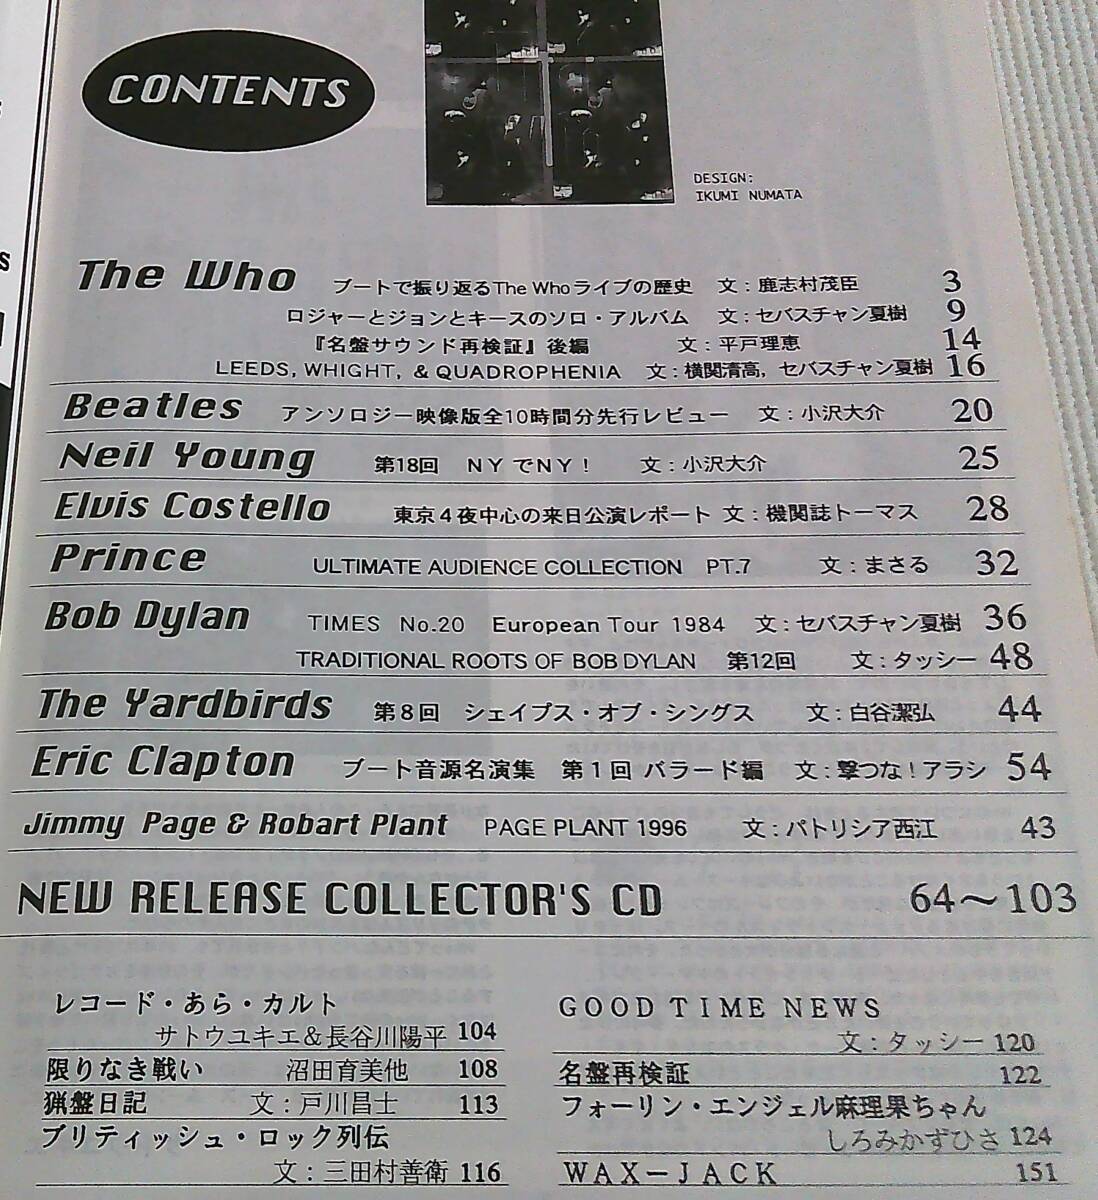 CONTENTS
DESIGN:
IKUMI NUMATA
The Who ブートで振り返るThe Whoライブの歴史 文：鹿志村茂臣 3
ロジャーとジョンとキースのソロ・アルバム 文：セバスチャン夏樹 9
『名盤サウンド再検証』後編 文：平戸理恵 14
LEEDS, WHIGHT, & QUADROPHENIA 文：横関清高，セバスチャン夏樹 16
Beatles アンソロジー映像版全10時間分先行レビュー 文：小沢大介 20
Neil Young 第18回 NYでNY！ 文：小沢大介 25
Elvis Costello 東京４夜中心の来日公演レポート 文：機関誌トーマス 28
Prince ULTIMATE AUDIENCE COLLECTION PT.7 文：まさる 32
Bob Dylan TIMES No.20 European Tour 1984 文：セバスチャン夏樹 36
TRADITIONAL ROOTS OF BOB DYLAN 第12回 文：タッシー 48
The Yardbirds 第８回 シェイプス・オブ・シングス 文：白谷潔弘 44
Eric Clapton ブート音源名演集 第１回 バラード編 文：撃つな！アラシ 54
Jimmy Page & Robart Plant PAGE PLANT 1996 文：パトリシア西江 43
NEW RELEASE COLLECTOR'S CD 64〜103
レコード・あら・カルト
サトウユキエ＆長谷川陽平 104
限りなき戦い 沼田育美他 108
猟盤日記 文：戸川昌士 113
ブリティッシュ・ロック列伝
文：三田村善衛 116
GOOD TIME NEWS
文：タッシー 120
名盤再検証 122
フォーリン・エンジェル麻理果ちゃん
しろみかずひさ 124
WAX－JACK 151